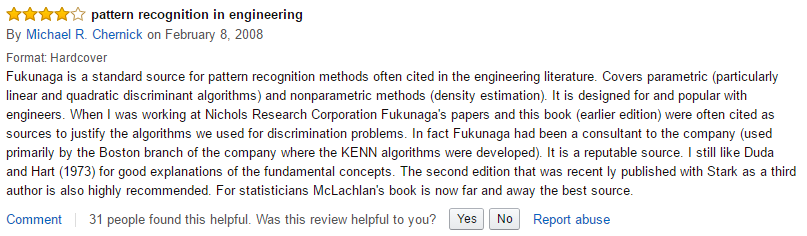 pattern recognition in engineering
By Michael R. Chernick on February 8, 2008
Format: Hardcover
Fukunaga is a standard source for pattern recognition methods often cited in the engineering literature. Covers parametric (particularly
linear and quadratic discriminant algorithms) and nonparametric methods (density estimation). It is designed for and popular with
engineers. When I was working at Nichols Research Corporation Fukunaga's papers and this book (earlier edition) were often cited as
sources to justify the algorithms we used for discrimination problems. In fact Fukunaga had been a consultant to the company (used
primarily by the Boston branch of the company where the KENN algorithms were developed). It is a reputable source. I still like Duda
and Hart (1973) for good explanations of the fundamental concepts. The second edition that was recent ly published with Stark as a third
author is also highly recommended. For statisticians McLachlan's book is now far and away the best source.
Comment 31 people found this helpful. Was this review helpful to you? Yes No Report abuse